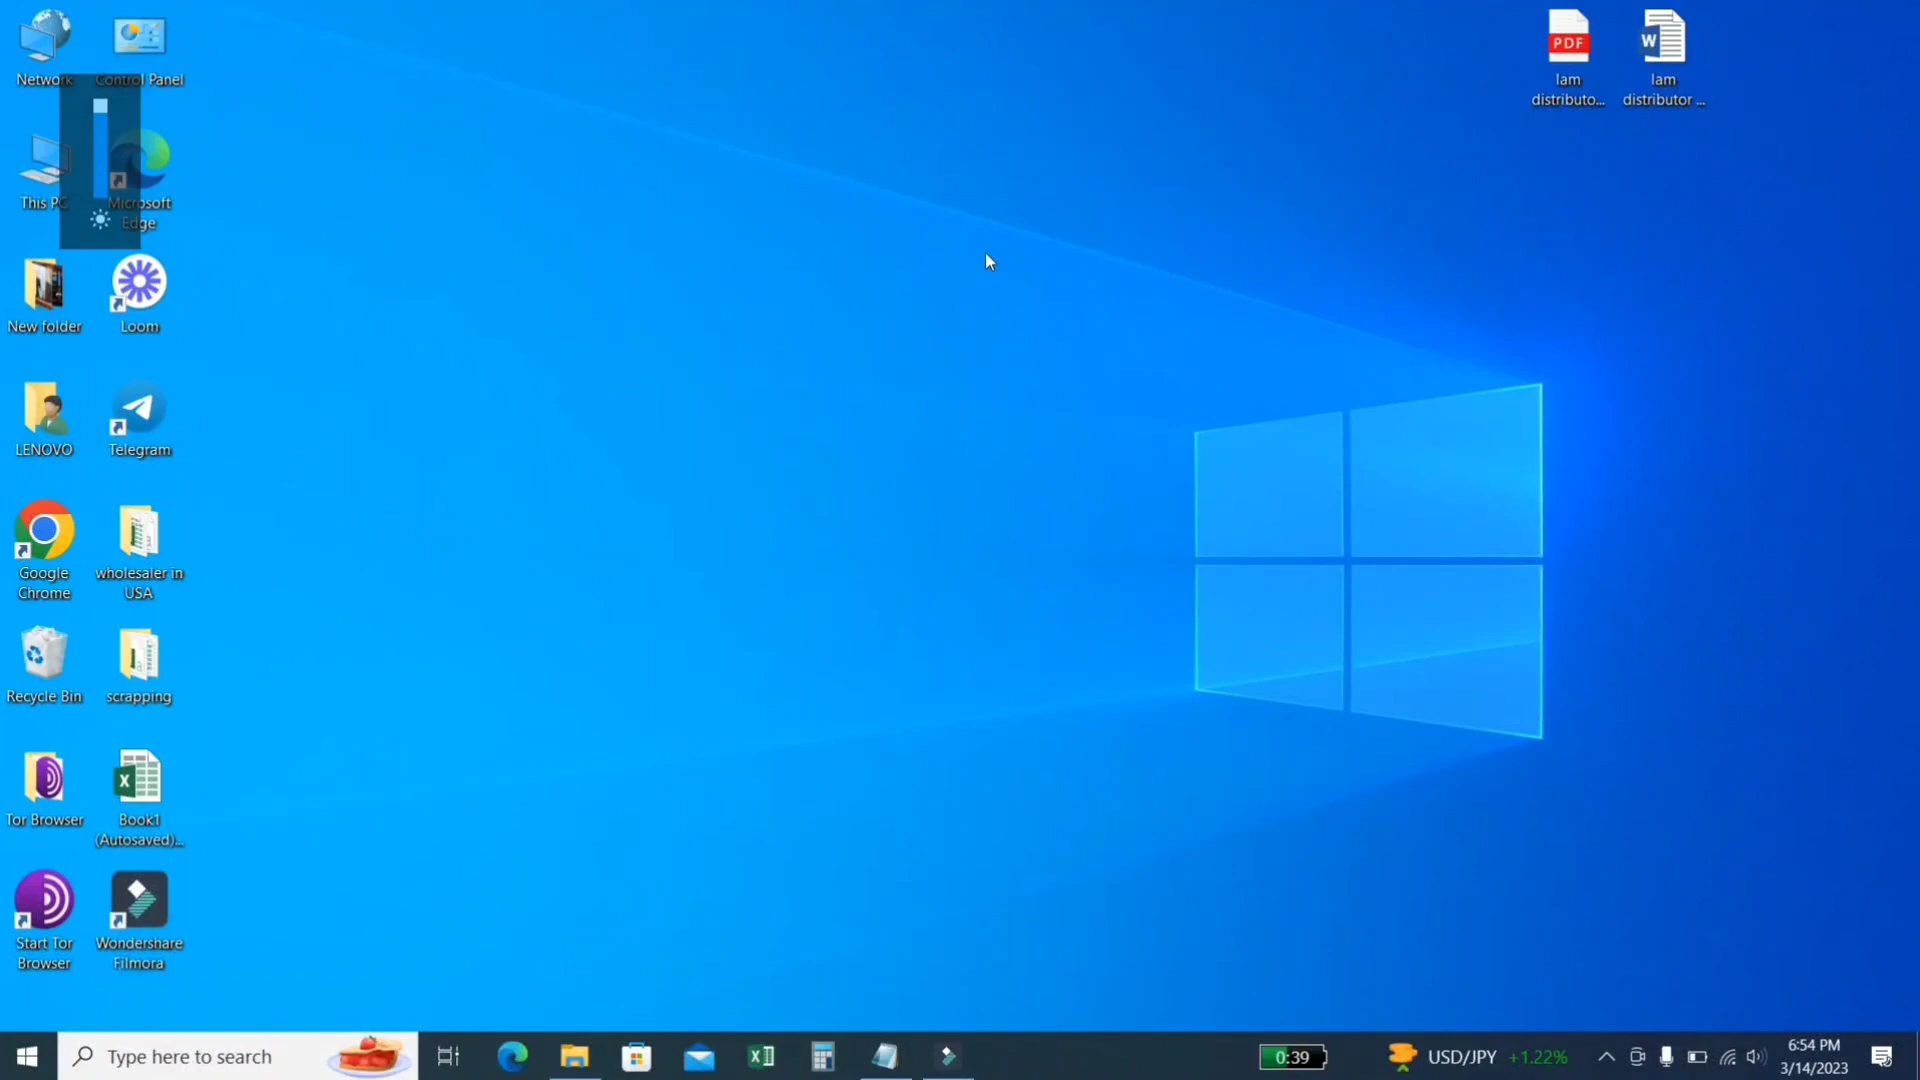 Network
Control Panel
This PC
Microsoft
Edge
New folder
Loom
LENOVO
Telegram
Google
Chrome
wholesaler in
USA
Recycle Bin
scrapping
Tor Browser
Book1
(Autosaved)...
Start Tor
Browser
Wondershare
Filmora
PDF
Iam
distributo...
W
Iam
distributor ...
Type here to search
0:39
USD/JPY +1.22%
6:54 PM
3/14/2023